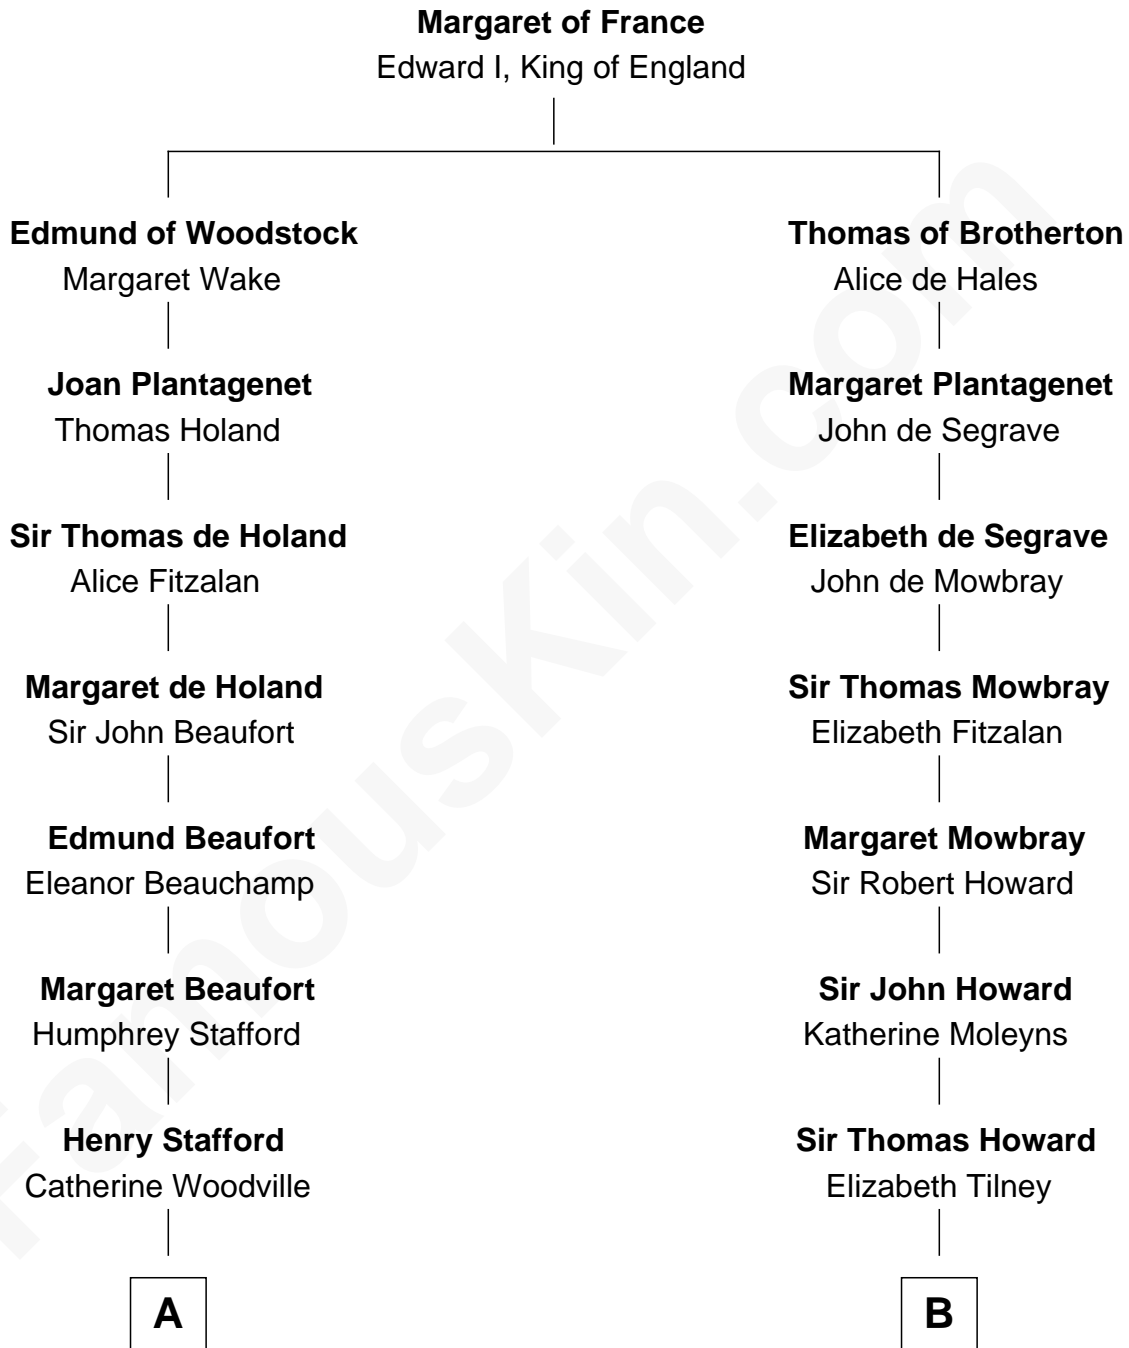 Margaret of France
Edward I, King of England
Edmund of Woodstock
Margaret Wake
Thomas of Brotherton
Alice de Hales
Joan Plantagenet
Thomas Holand
Margaret Plantagenet
John de Segrave
Sir Thomas de Holand
Alice Fitzalan
Elizabeth de Segrave
John de Mowbray
Margaret de Holand
Sir John Beaufort
Sir Thomas Mowbray
Elizabeth Fitzalan
Edmund Beaufort
Eleanor Beauchamp
Margaret Mowbray
Sir Robert Howard
Margaret Beaufort
Humphrey Stafford
Sir John Howard
Katherine Moleyns
Henry Stafford
Catherine Woodville
Sir Thomas Howard
Elizabeth Tilney
A
B
FamousKin.com